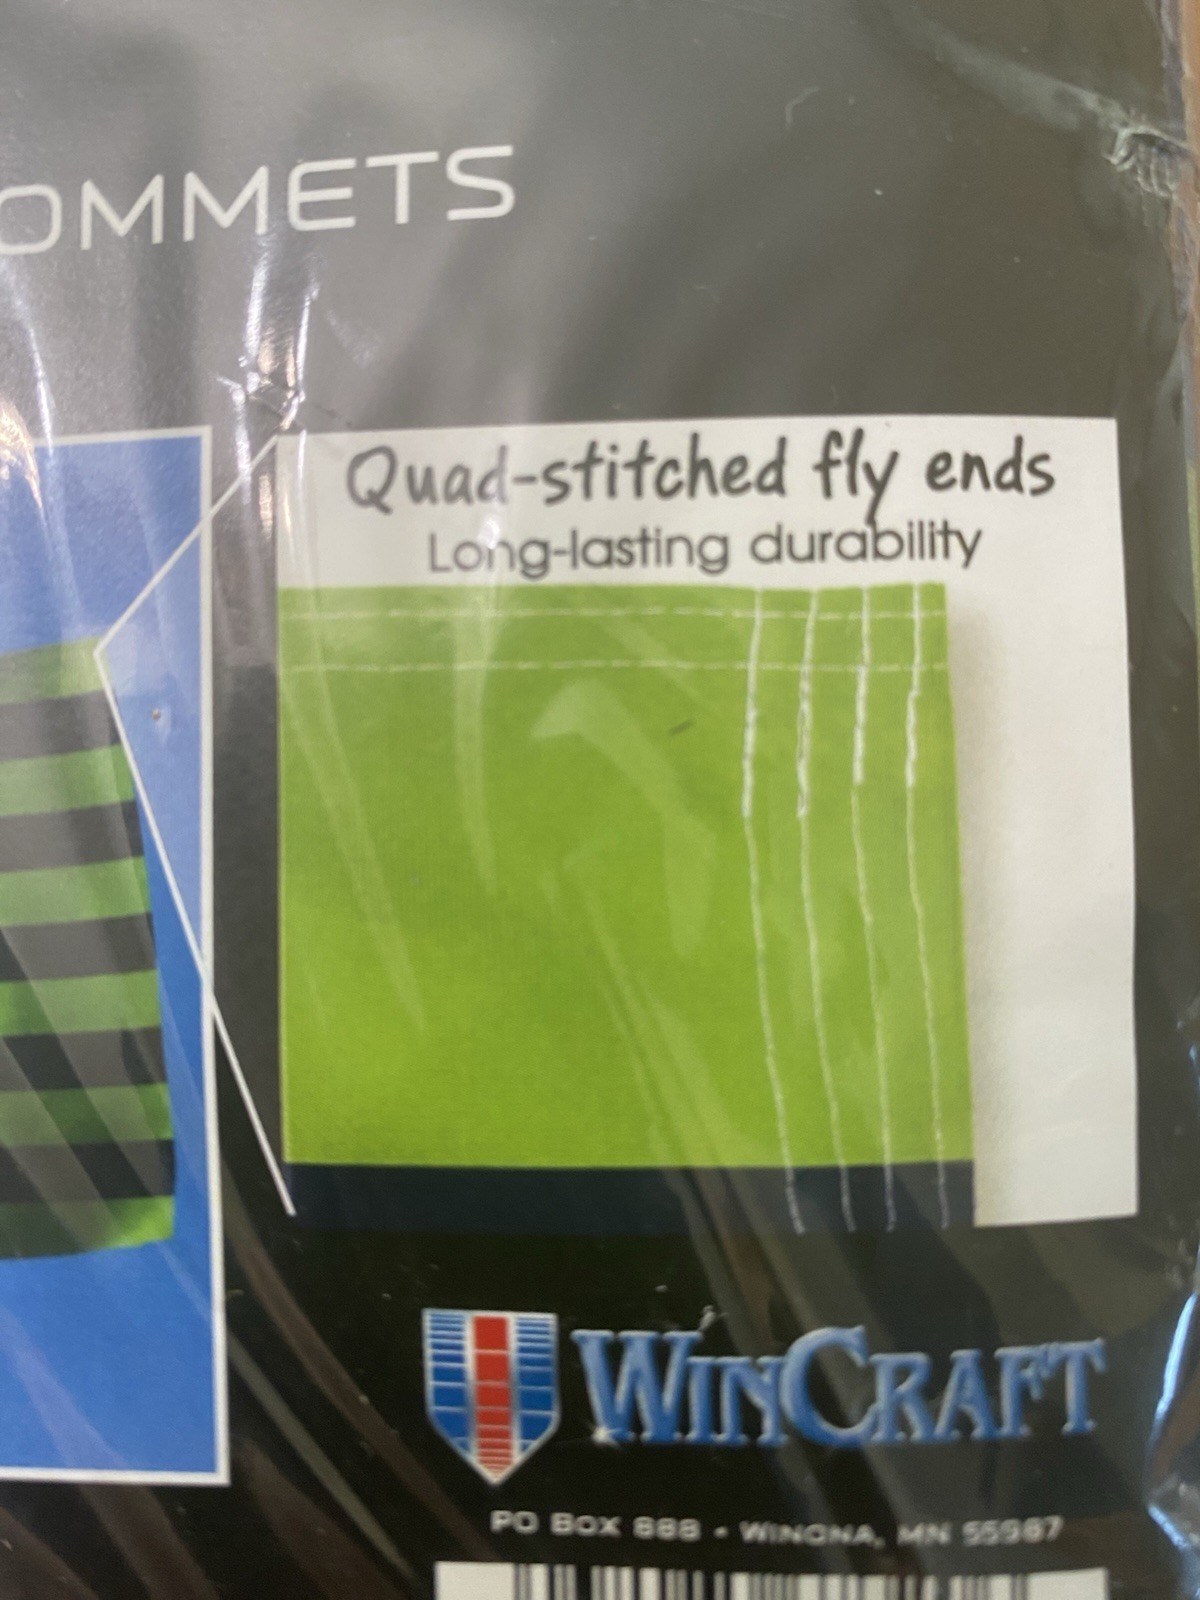 OMMETS
Quad-stitched fly ends
Long-lasting durability
WINCRAFT
PO BOX 888 • WINONA, MN 55987